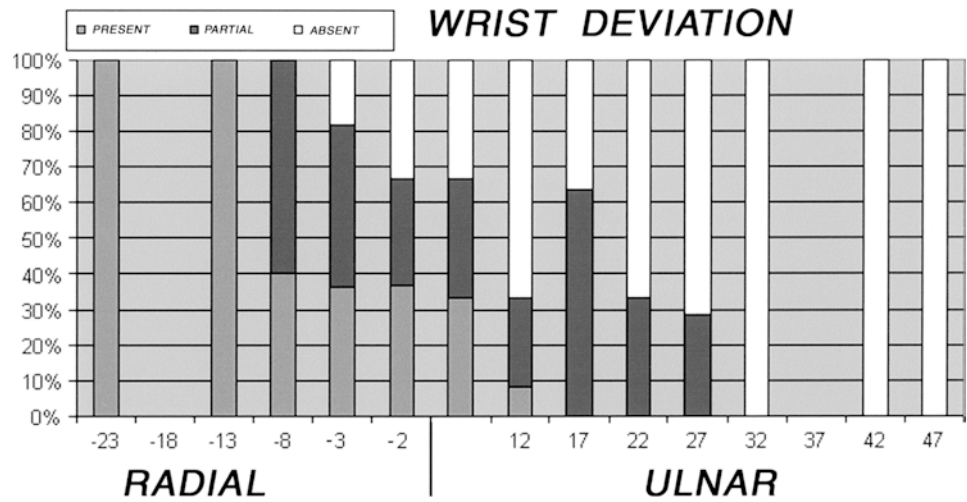 PRESENT PARTIAL ABSENT
WRIST DEVIATION
100%
90%
80%
70%
60%
50%
40%
30%
20%
10%
0%
-23 -18 -13 -8 -3 -2 12 17 22 27 32 37 42 47
RADIAL ULNAR